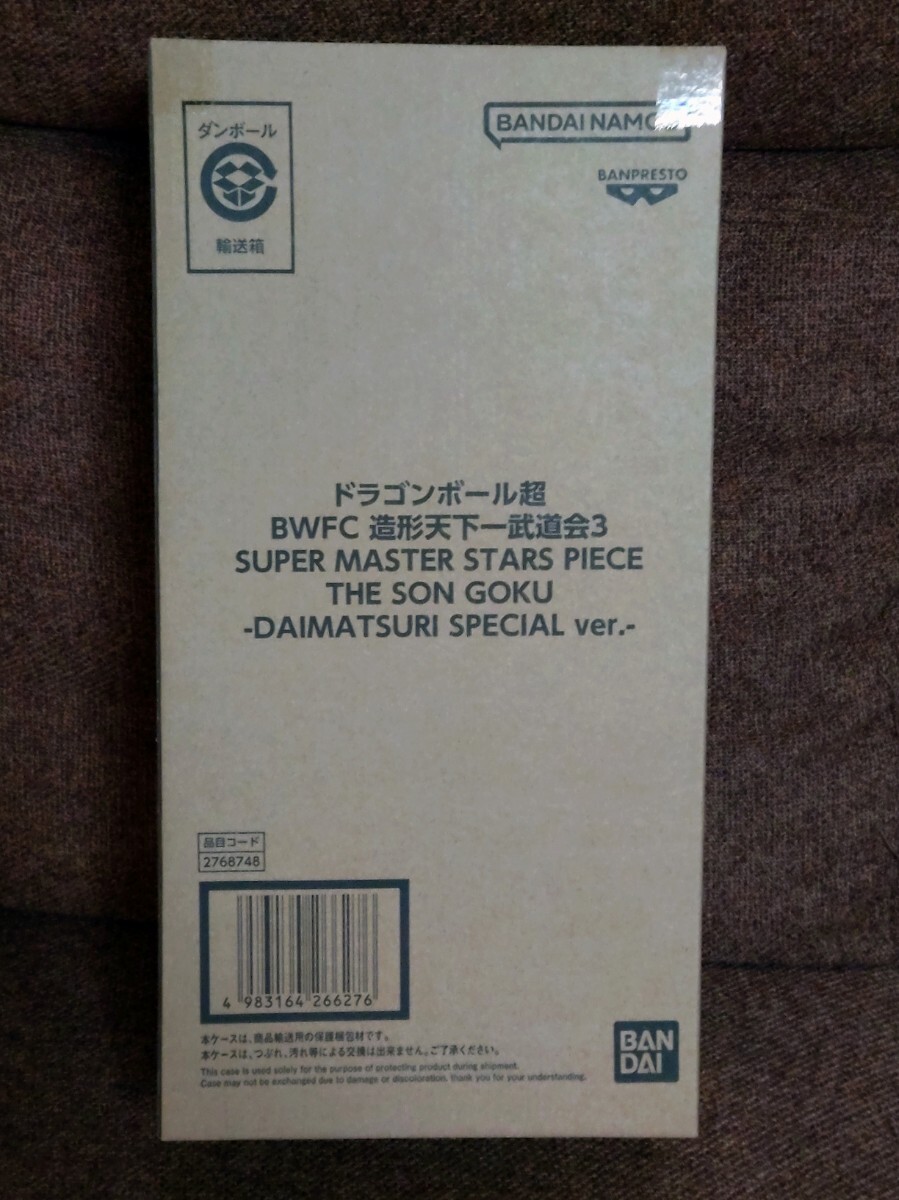 ダンボール
輸送箱
BANDAI NAMCO
BANPRESTO
ドラゴンボール超
BWFC 造形天下一武道会3
SUPER MASTER STARS PIECE
THE SON GOKU
-DAIMATSURI SPECIAL ver.-
品目コード
2768748
4 983164 266276
本ケースは、商品輸送用の保護梱包材です。
本ケースは、つぶれ、汚れ等による交換は出来ません。ご了承ください。
This case is used solely for the purpose of protecting product during shipment.
Case may not be exchanged due to damage or discoloration. thank you for your understanding.
BAN
DAI